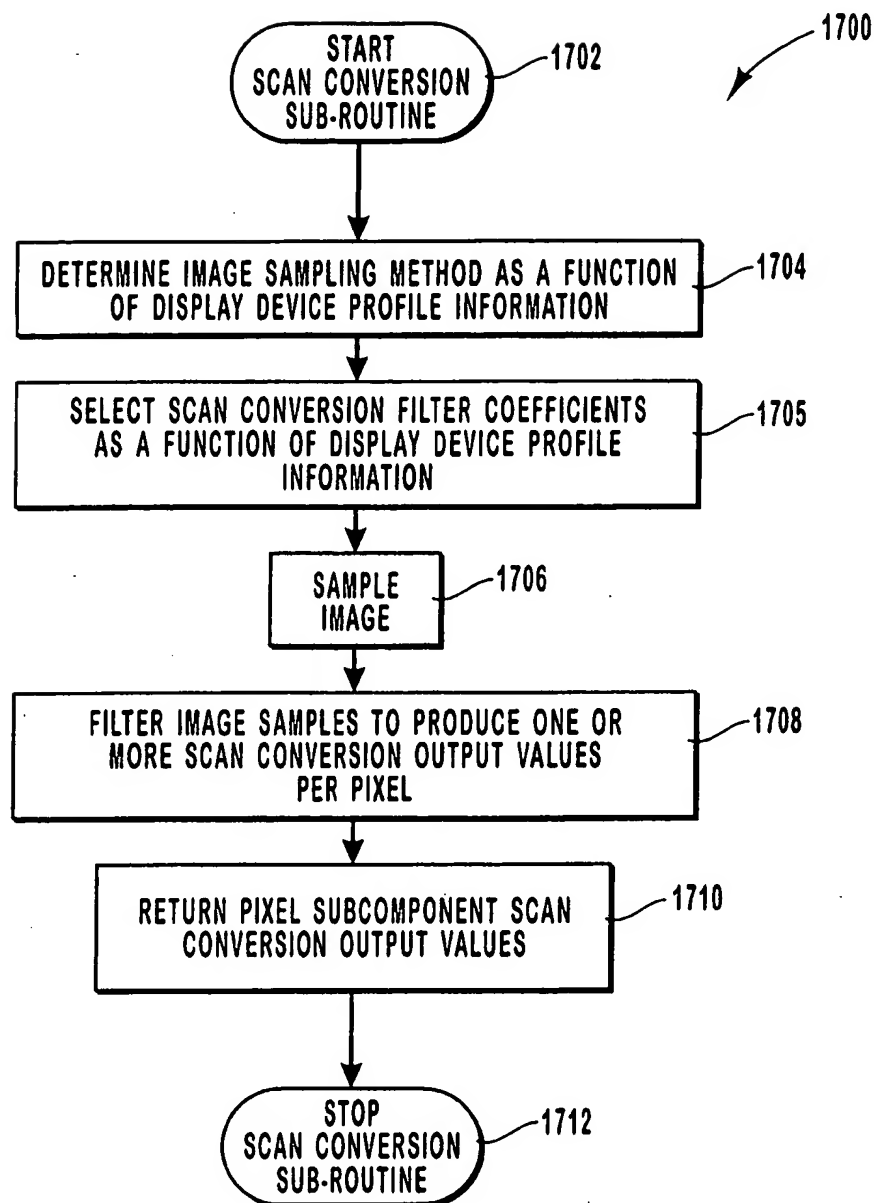 1700
START
SCAN CONVERSION
SUB-ROUTINE
1702
DETERMINE IMAGE SAMPLING METHOD AS A FUNCTION
OF DISPLAY DEVICE PROFILE INFORMATION
1704
SELECT SCAN CONVERSION FILTER COEFFICIENTS
AS A FUNCTION OF DISPLAY DEVICE PROFILE
INFORMATION
1705
SAMPLE
IMAGE
1706
FILTER IMAGE SAMPLES TO PRODUCE ONE OR
MORE SCAN CONVERSION OUTPUT VALUES
PER PIXEL
1708
RETURN PIXEL SUBCOMPONENT SCAN
CONVERSION OUTPUT VALUES
1710
STOP
SCAN CONVERSION
SUB-ROUTINE
1712